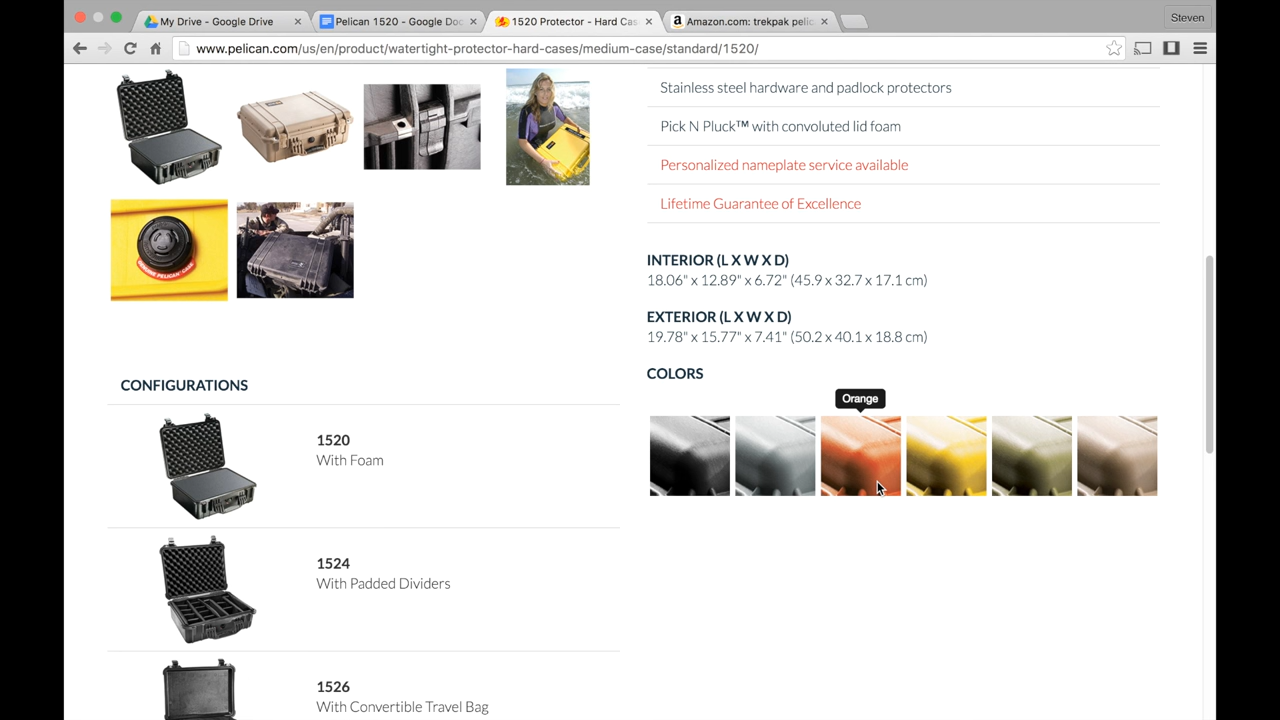 My Drive - Google Drive
Pelican 1520 - Google Doc
1520 Protector - Hard Cas
Amazon.com: trekpak pelic
Steven
www.pelican.com/us/en/product/watertight-protector-hard-cases/medium-case/standard/1520/
Stainless steel hardware and padlock protectors
Pick N Pluck™ with convoluted lid foam
Personalized nameplate service available
Lifetime Guarantee of Excellence
INTERIOR (L X W X D)
18.06" x 12.89" x 6.72" (45.9 x 32.7 x 17.1 cm)
EXTERIOR (L X W X D)
19.78" x 15.77" x 7.41" (50.2 x 40.1 x 18.8 cm)
COLORS
Orange
CONFIGURATIONS
1520
With Foam
1524
With Padded Dividers
1526
With Convertible Travel Bag